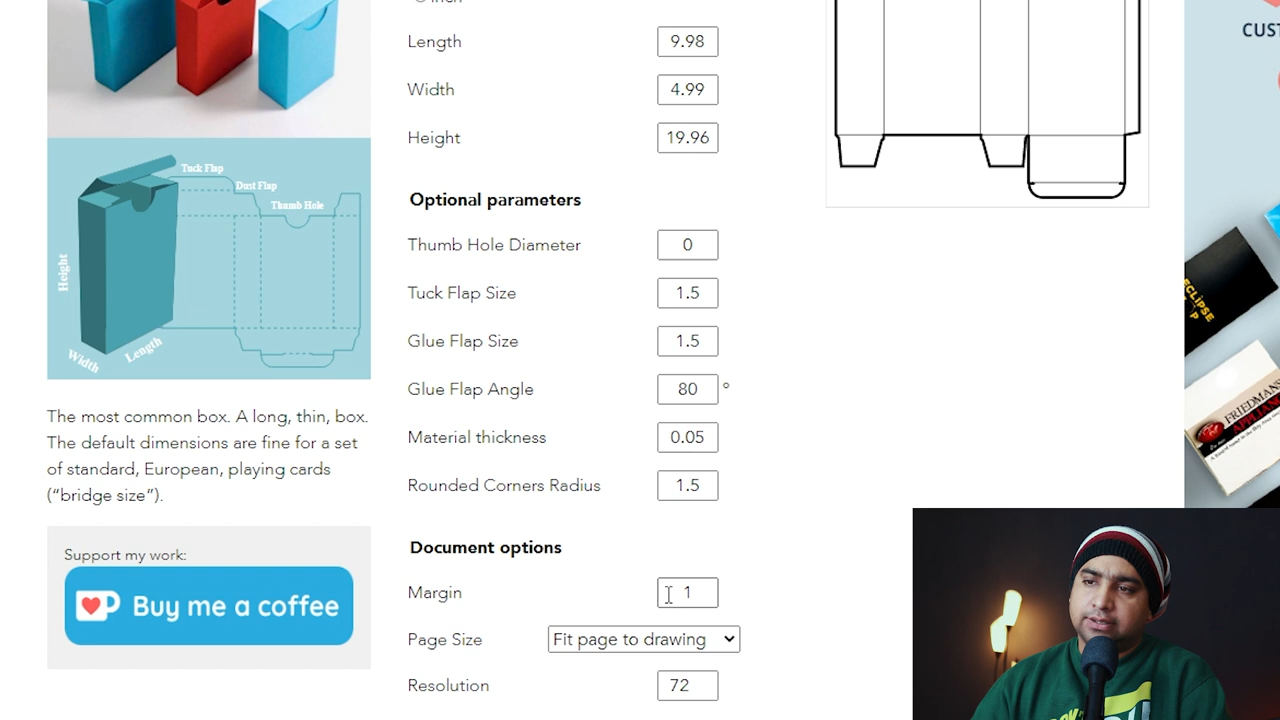 Length 9.98
Width 4.99
Height 19.96
Optional parameters
Thumb Hole Diameter 0
Tuck Flap Size 1.5
Glue Flap Size 1.5
Glue Flap Angle 80 °
Material thickness 0.05
Rounded Corners Radius 1.5
Document options
Margin 1
Page Size Fit page to drawing
Resolution 72
Tuck Flap
Dust Flap
Thumb Hole
Height
Width
Length
The most common box. A long, thin, box.
The default dimensions are fine for a set
of standard, European, playing cards
(“bridge size”).
Support my work:
Buy me a coffee
CUST